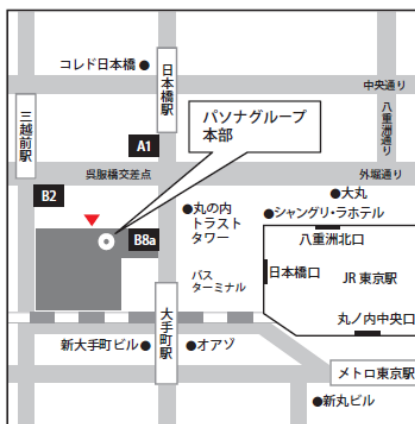 コレド日本橋
日本橋駅
中央通り
三越前駅
パソナグループ
本部
八重洲通り
A1
呉服橋交差点
外堀通り
B2
大丸
丸の内
トラスト
タワー
シャングリ・ラホテル
八重洲北口
B8a
バス
ターミナル
日本橋口
JR 東京駅
大手町駅
丸ノ内中央口
新大手町ビル
オアゾ
メトロ東京駅
新丸ビル